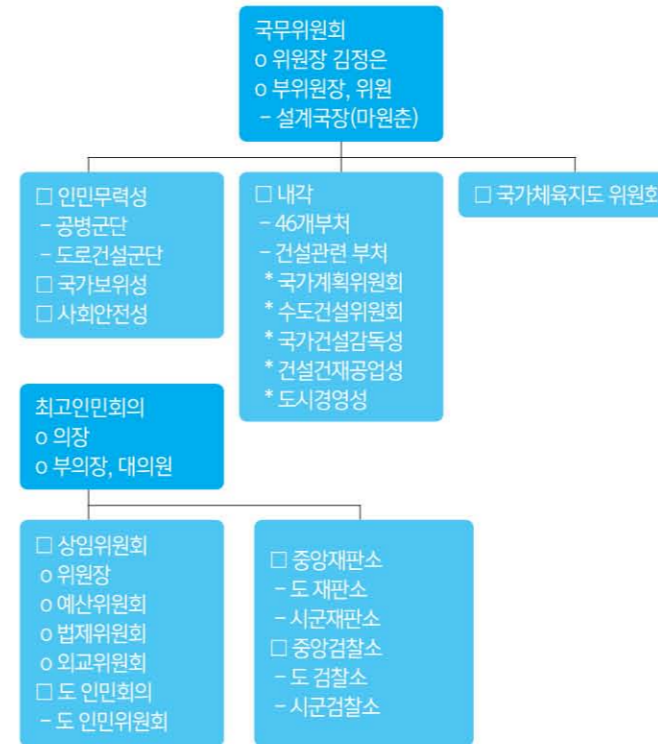 국무위원회
o 위원장 김정은
o 부위원장, 위원
– 설계국장(마원춘)
□ 인민무력성
– 공병군단
– 도로건설군단
□ 국가보위성
□ 사회안전성
□ 내각
– 46개부처
– 건설관련 부처
* 국가계획위원회
* 수도건설위원회
* 국가건설감독성
* 건설건재공업성
* 도시경영성
□ 국가체육지도 위원회
최고인민회의
o 의장
o 부의장, 대의원
□ 상임위원회
o 위원장
o 예산위원회
o 법제위원회
o 외교위원회
□ 도 인민회의
– 도 인민위원회
□ 중앙재판소
– 도 재판소
– 시군재판소
□ 중앙검찰소
– 도 검찰소
– 시군검찰소